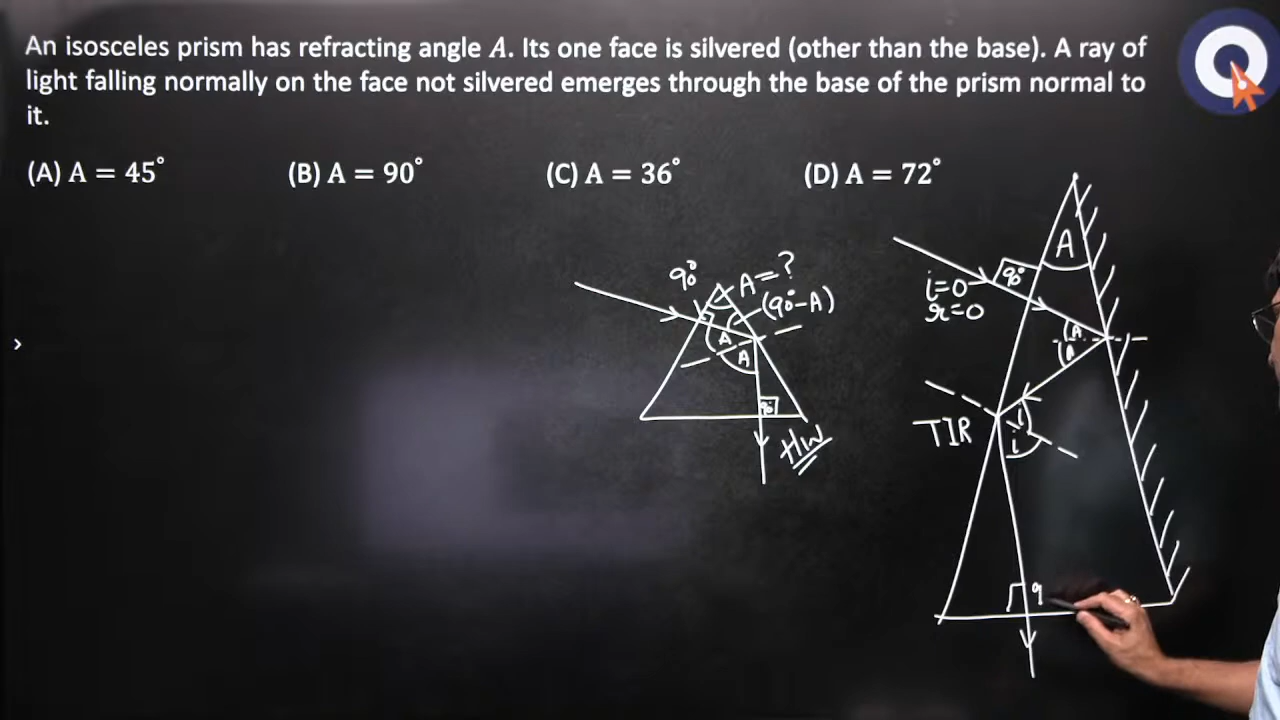 An isosceles prism has refracting angle A. Its one face is silvered (other than the base). A ray of
light falling normally on the face not silvered emerges through the base of the prism normal to
it.
(A) A = 45°
(B) A = 90°
(C) A = 36°
(D) A = 72°
90°
A=?
(90°-A)
A
A
90°
HW
A
90°
i=0
r=0
A
A
TIR
i
i
9